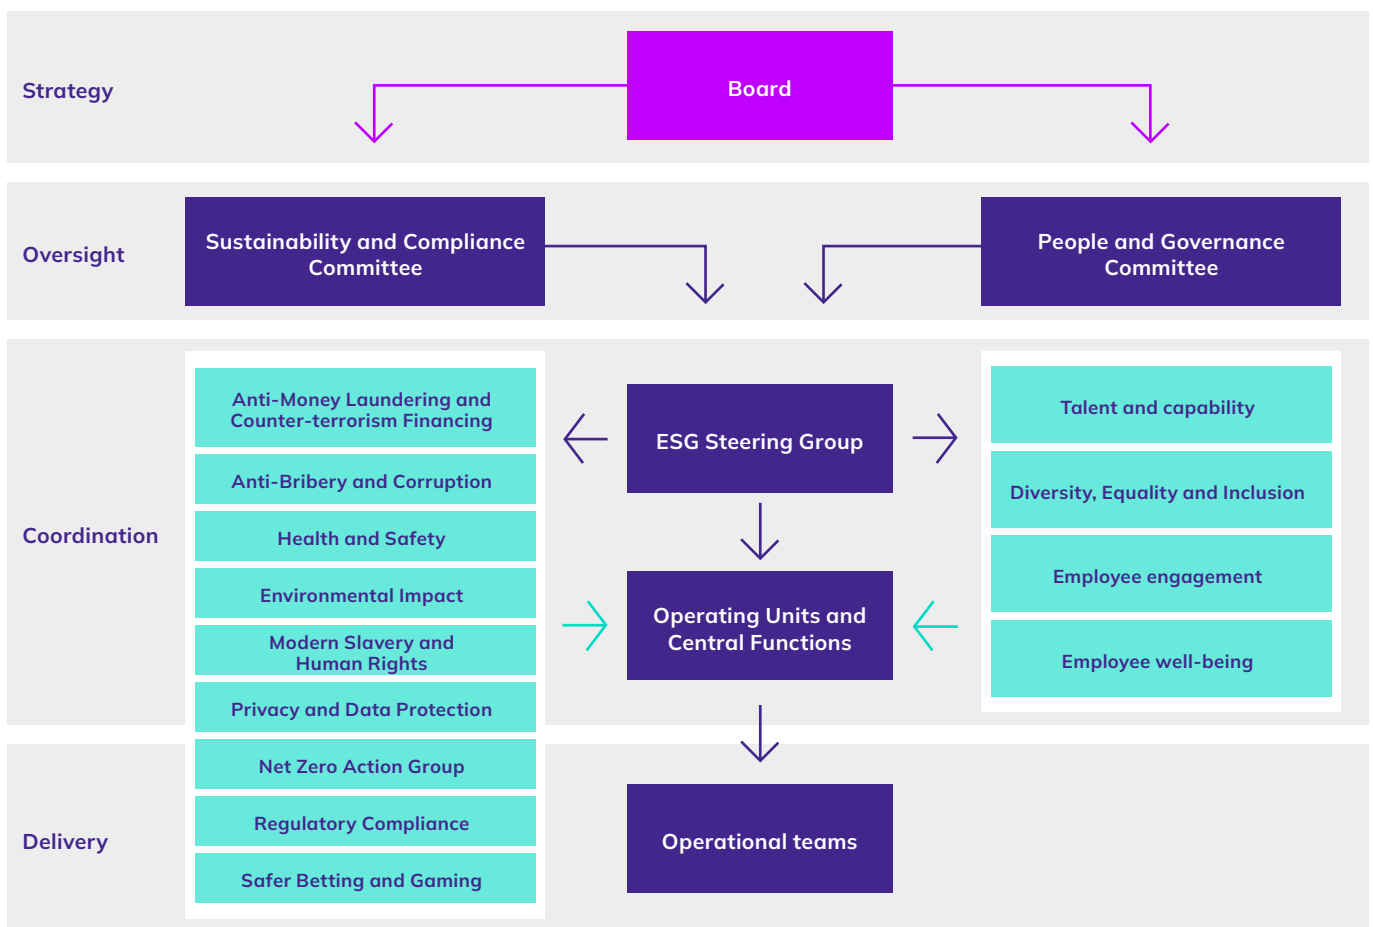 Strategy
Board
Oversight
Sustainability and Compliance
Committee
People and Governance
Committee
Coordination
Anti-Money Laundering and
Counter-terrorism Financing
Anti-Bribery and Corruption
Health and Safety
Environmental Impact
Modern Slavery and
Human Rights
Privacy and Data Protection
Net Zero Action Group
Regulatory Compliance
Safer Betting and Gaming
ESG Steering Group
Operating Units and
Central Functions
Talent and capability
Diversity, Equality and Inclusion
Employee engagement
Employee well-being
Delivery
Operational teams